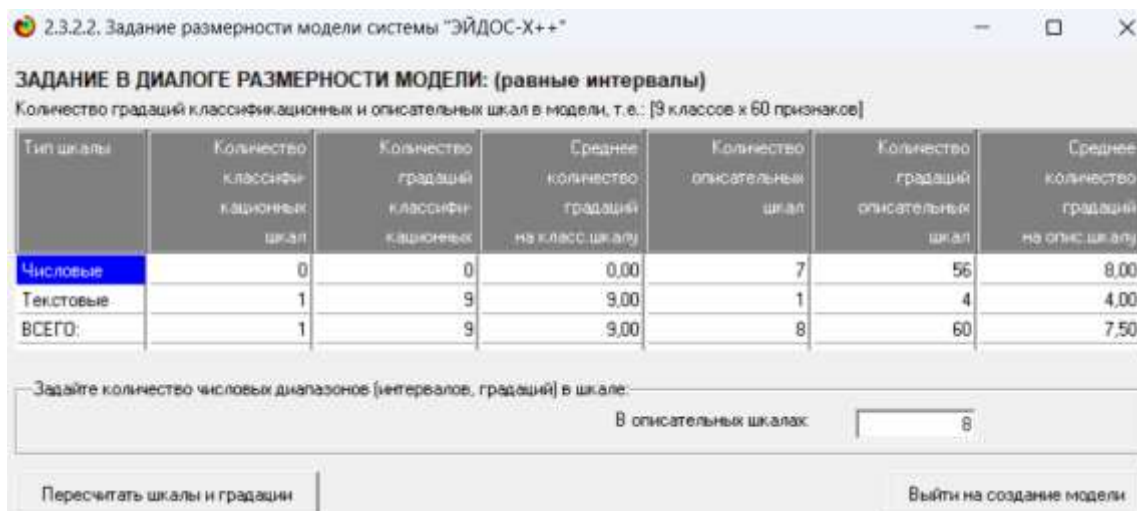 2.3.2.2. Задание размерности модели системы "ЭЙДОС-X++"
ЗАДАНИЕ В ДИАЛОГЕ РАЗМЕРНОСТИ МОДЕЛИ: (равные интервалы)
Количество градаций классификационных и описательных шкал в модели, т.е.: [9 классов x 60 признаков]
Тип шкалы Количество классифи- кационных шкал Количество градаций классифи- кационных Среднее количество градаций на класс.шкалу Количество описательных шкал Количество градаций описательных шкал Среднее количество градаций на опис.шкалу
Числовые 0 0 0,00 7 56 8,00
Текстовые 1 9 9,00 1 4 4,00
ВСЕГО: 1 9 9,00 8 60 7,50
Задайте количество числовых диапазонов (интервалов, градаций) в шкале:
В описательных шкалах: 8
Пересчитать шкалы и градации Выйти на создание модели